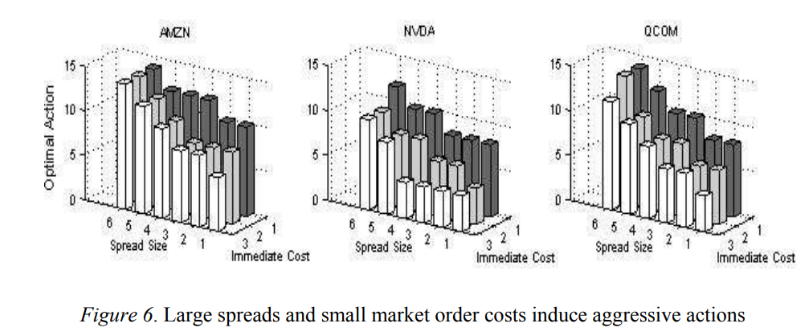 AMZN NVDA QCOM
Optimal Action
15 15 15
10 10 10
5 5 5
0 0 0
6 5 4 3 2 1 6 5 4 3 2 1 6 5 4 3 2 1
3 2 1 3 2 1 3 2 1
Spread Size Immediate Cost Spread Size Immediate Cost Spread Size Immediate Cost
Figure 6. Large spreads and small market order costs induce aggressive actions